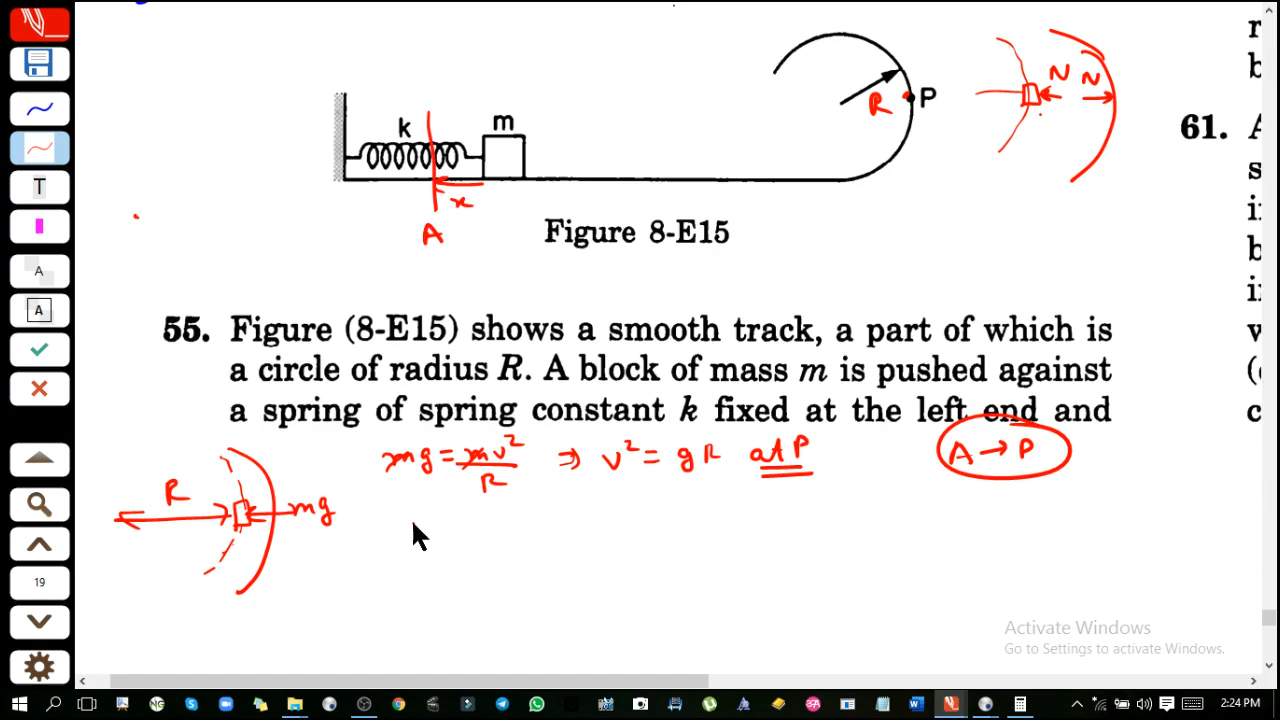 k
m
R
P
N N
x
A
Figure 8-E15
r
b
61. A
s
i
b
i
v
(
c
55. Figure (8-E15) shows a smooth track, a part of which is
a circle of radius R. A block of mass m is pushed against
a spring of spring constant k fixed at the left end and
mg = mv²/R ⇒ v² = gR at P
A → P
R
mg
T
A
A
19
Activate Windows
Go to Settings to activate Windows.
2:24 PM